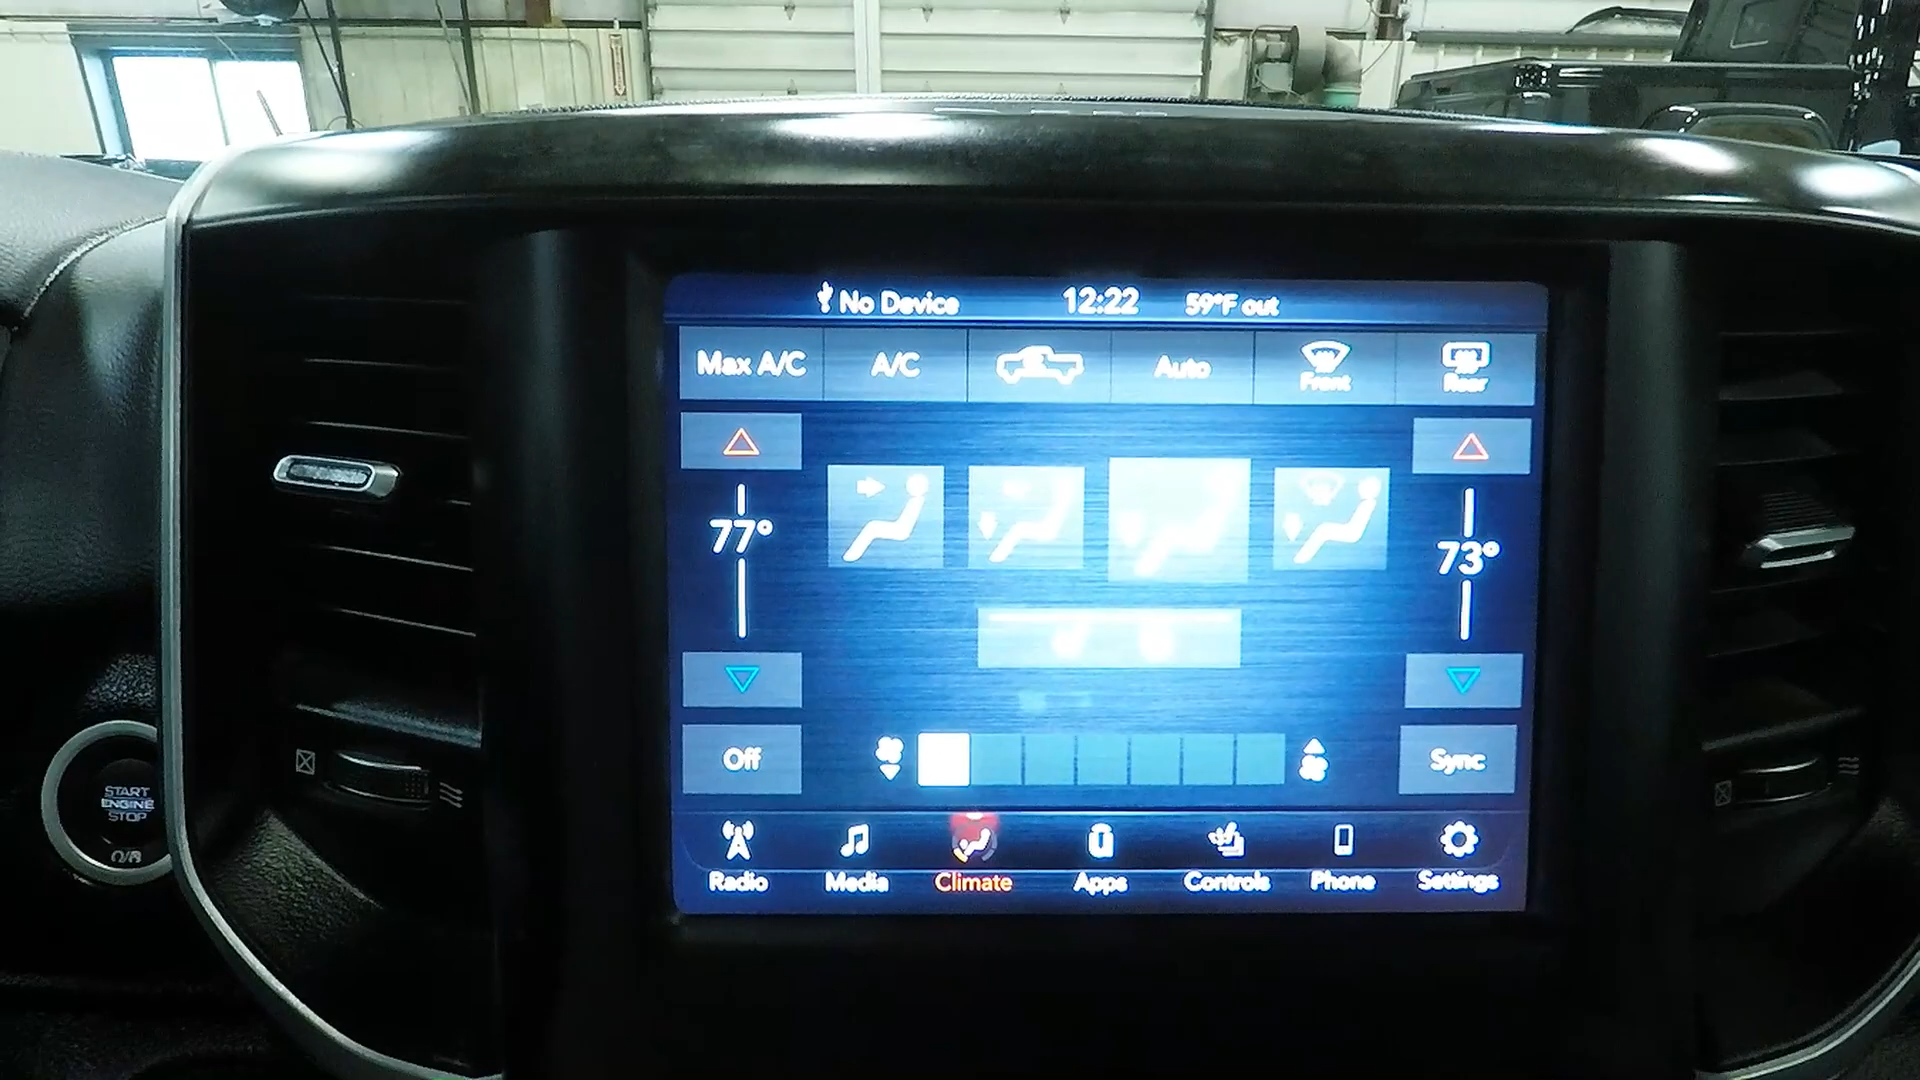 No Device 12:22 59°F out
Max A/C A/C Auto Front Rear
77° 73°
Off Sync
START
ENGINE
STOP
Radio Media Climate Apps Controls Phone Settings